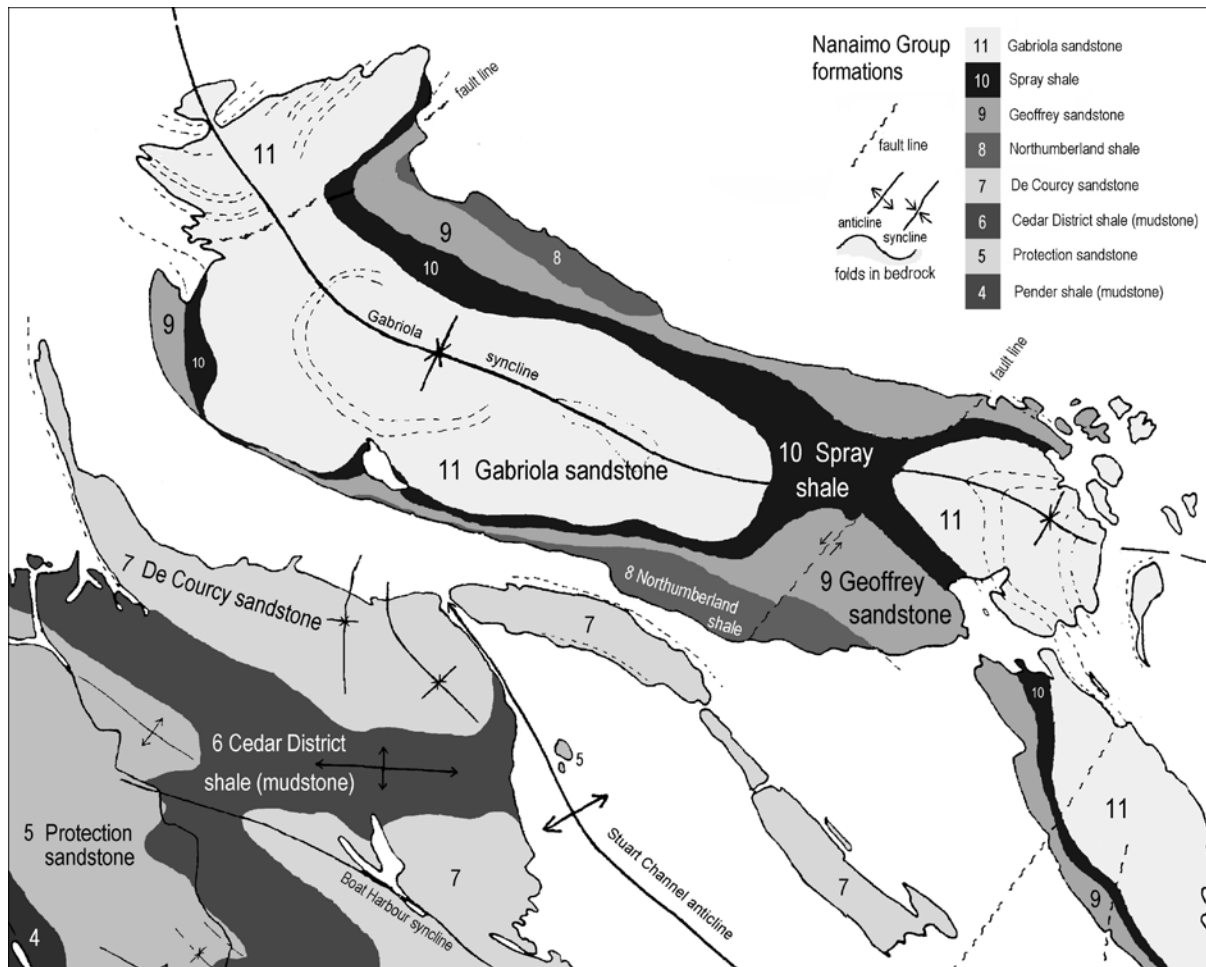 Nanaimo Group
formations
11 Gabriola sandstone
10 Spray shale
9 Geoffrey sandstone
8 Northumberland shale
7 De Courcy sandstone
6 Cedar District shale (mudstone)
5 Protection sandstone
4 Pender shale (mudstone)
fault line
anticline
syncline
folds in bedrock
fault line
11
9
8
10
9
10
Gabriola
syncline
fault line
11 Gabriola sandstone
10 Spray
shale
11
7 De Courcy sandstone
7
8 Northumberland
shale
9 Geoffrey
sandstone
10
6 Cedar District
shale (mudstone)
5
11
5 Protection
sandstone
Boat Harbour syncline
7
Stuart Channel anticline
7
9
4